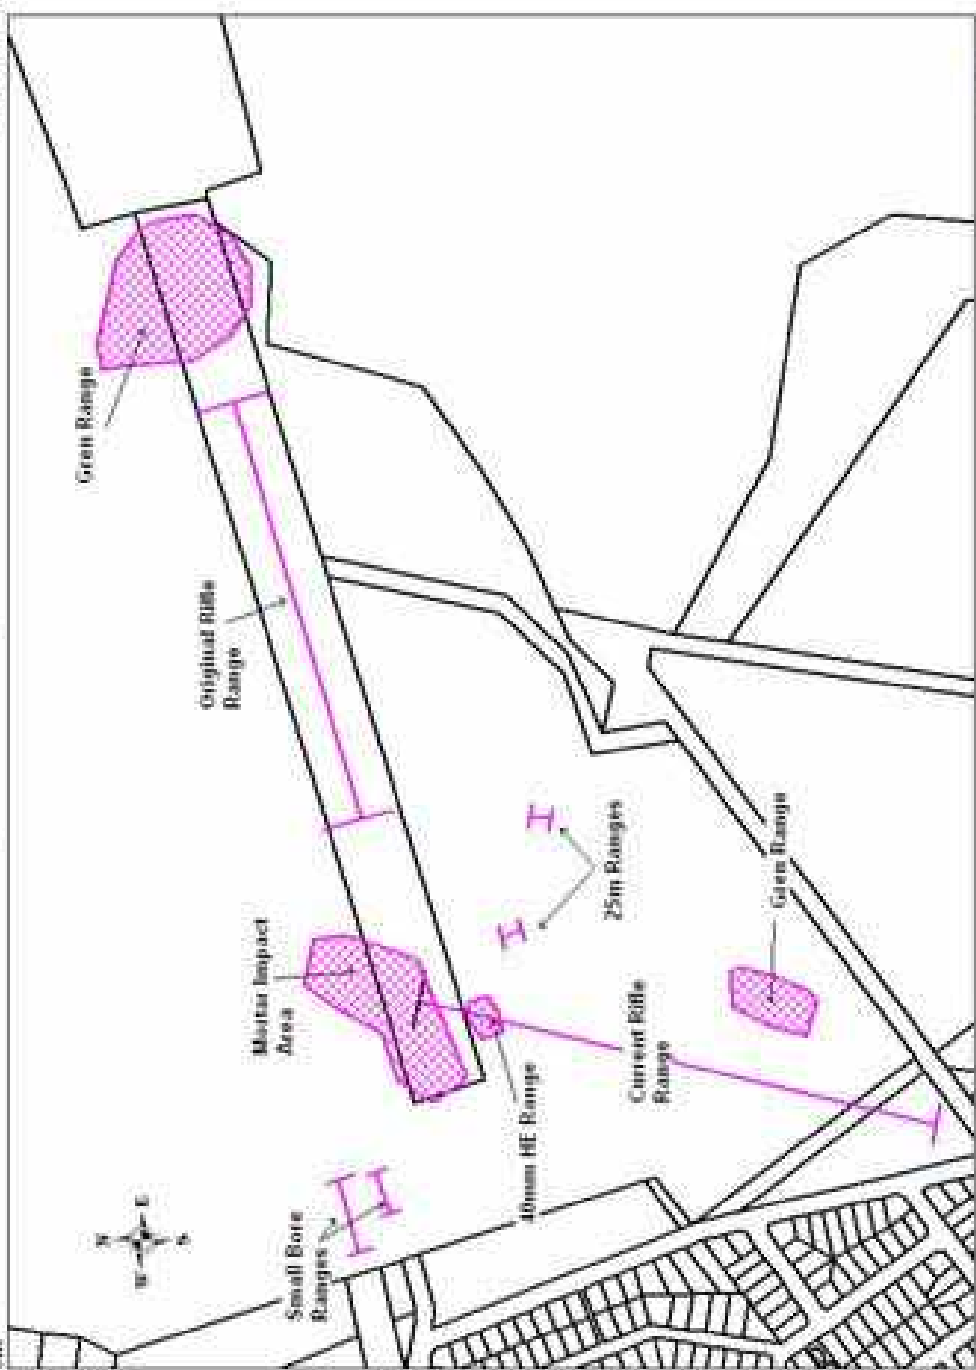 Gren Range
Original Rifle
Range
Mortar Impact
Area
25m Ranges
Gren Range
Current Rifle
Range
40mm HE Range
Small Bore
Ranges
N
W
E
S